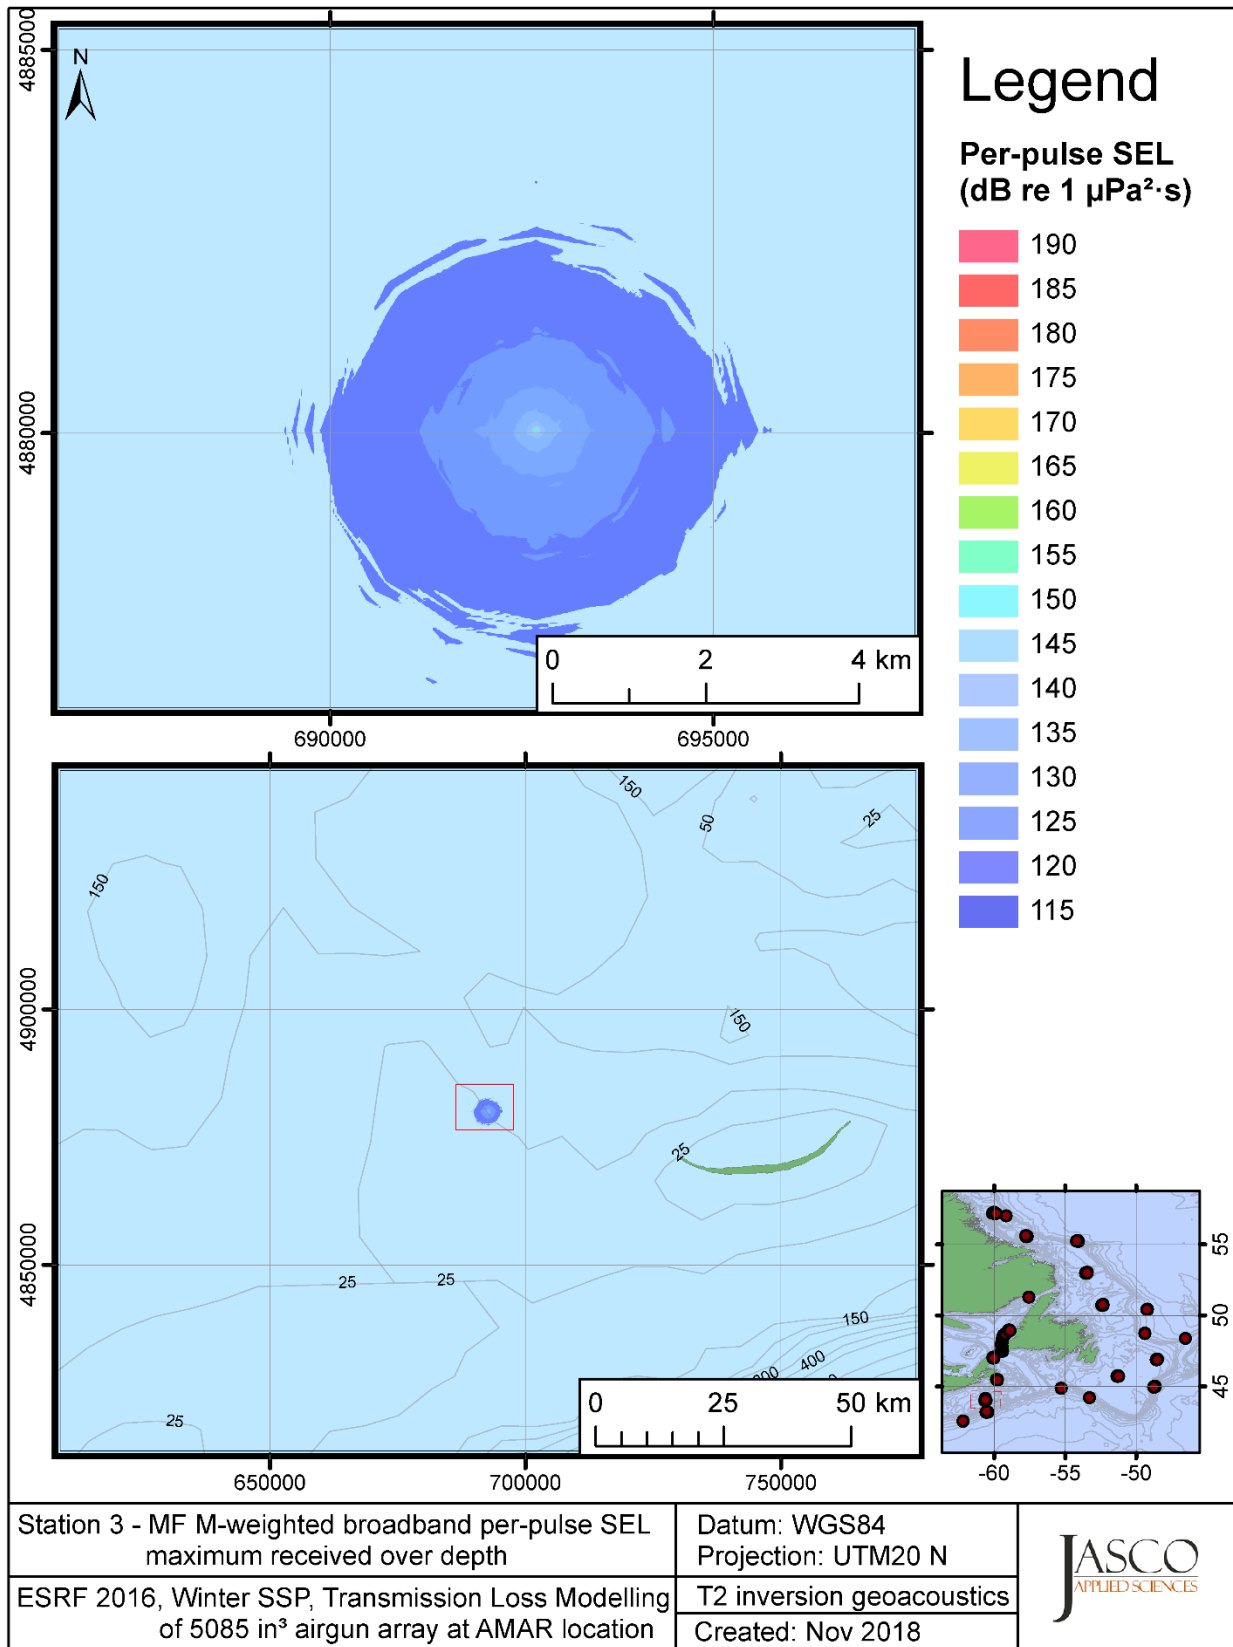 4885000
N
4880000
0 2 4 km
690000 695000
Legend
Per-pulse SEL
(dB re 1 µPa²·s)
190
185
180
175
170
165
160
155
150
145
140
135
130
125
120
115
150
50
25
150
150
4900000
25
4850000
25
25
150
400
25
0 25 50 km
650000 700000 750000
55
50
45
-60 -55 -50
Station 3 - MF M-weighted broadband per-pulse SEL
maximum received over depth
ESRF 2016, Winter SSP, Transmission Loss Modelling
of 5085 in³ airgun array at AMAR location
Datum: WGS84
Projection: UTM20 N
T2 inversion geoacoustics
Created: Nov 2018
JASCO
APPLIED SCIENCES